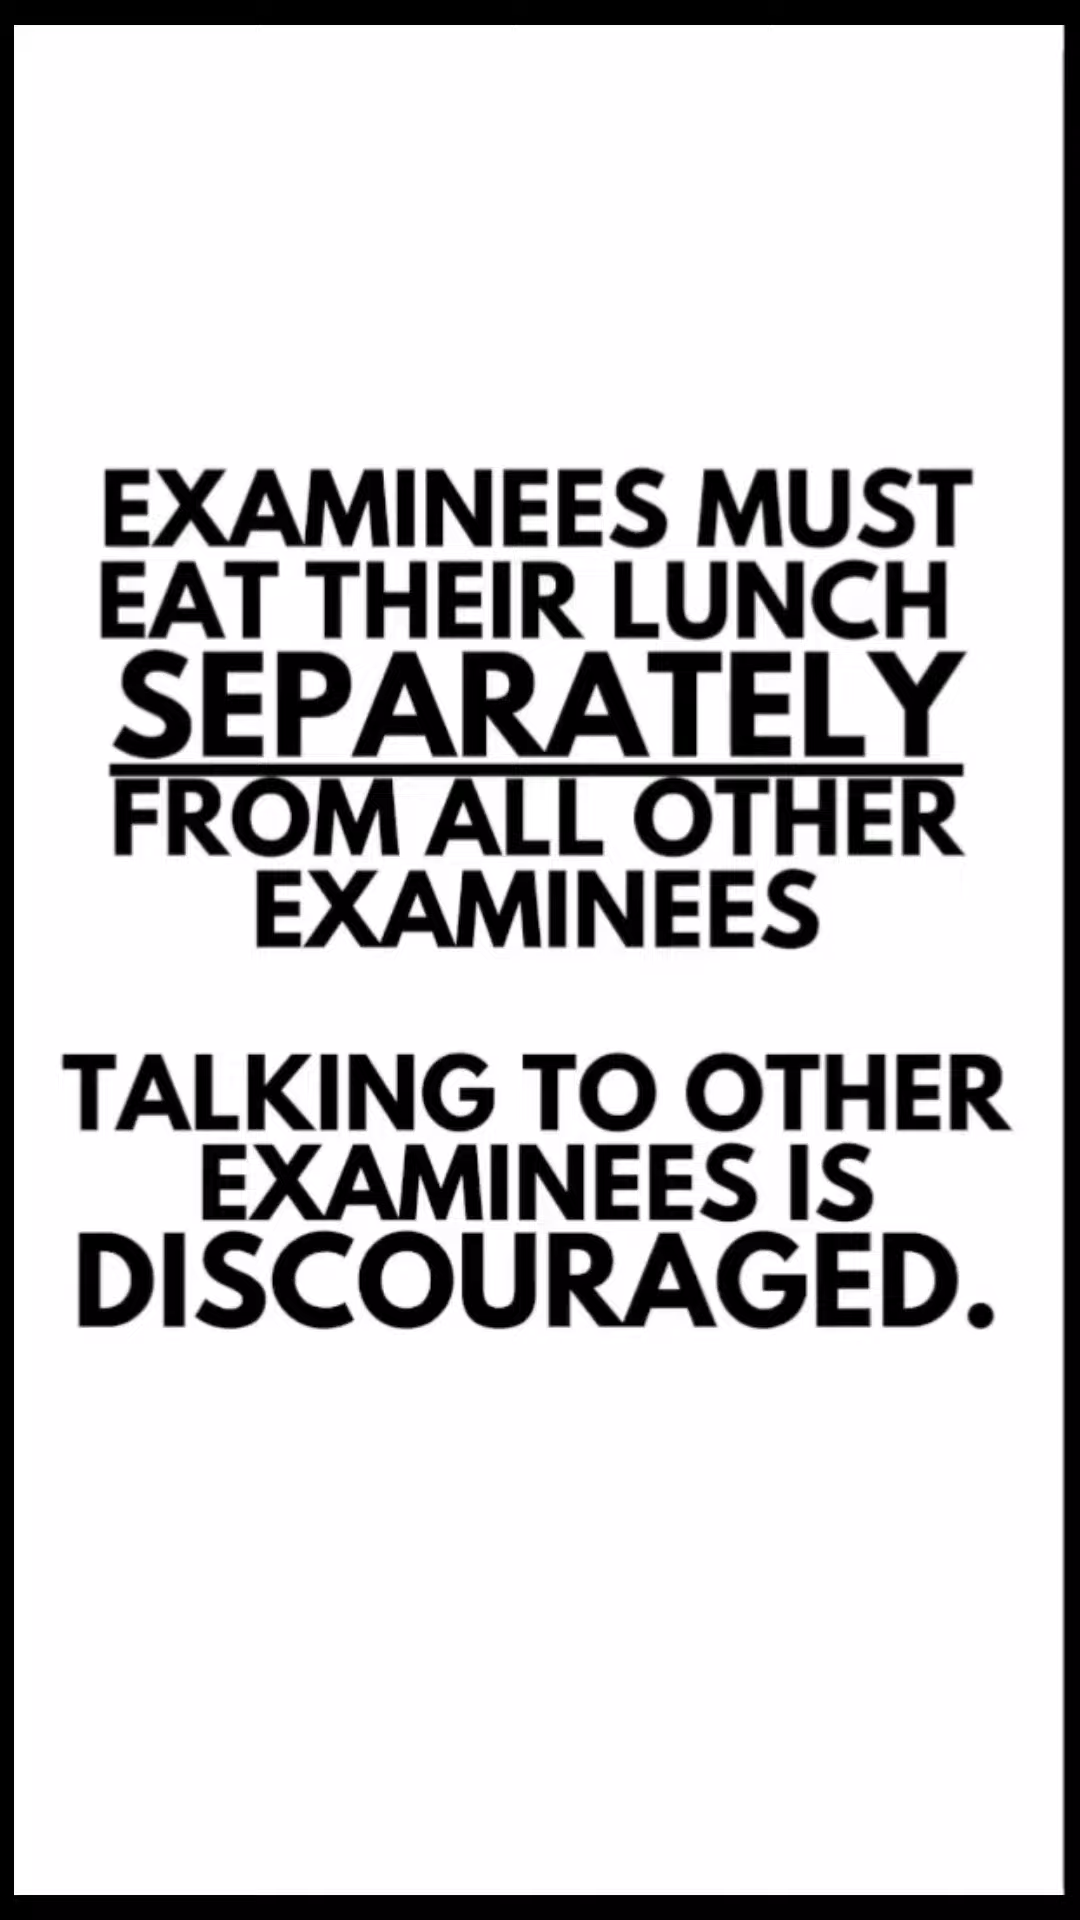 EXAMINEES MUST
EAT THEIR LUNCH
SEPARATELY
FROM ALL OTHER
EXAMINEES
TALKING TO OTHER
EXAMINEES IS
DISCOURAGED.